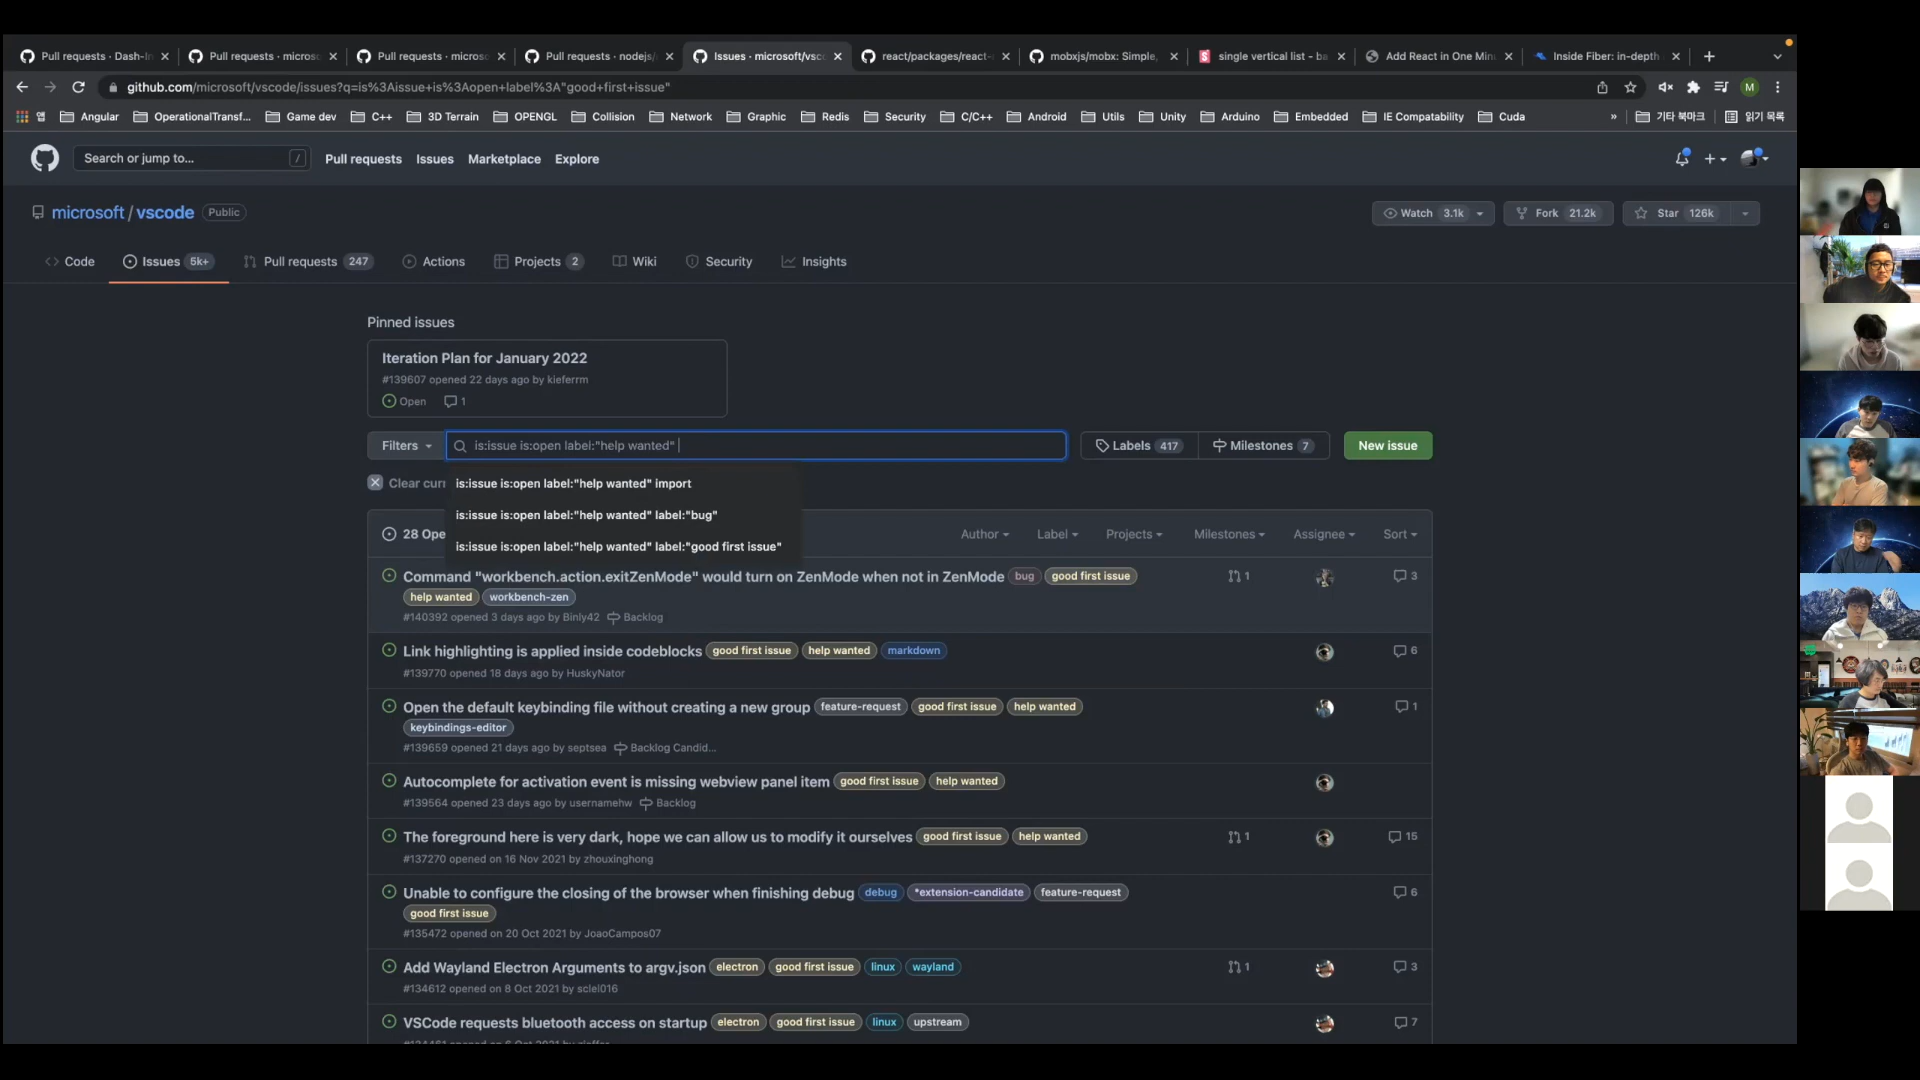 Pull requests · Dash-In
Pull requests · microso
Pull requests · microso
Pull requests · nodejs/
Issues · microsoft/vsco
react/packages/react-
mobxjs/mobx: Simple,
single vertical list - ba
Add React in One Min
Inside Fiber: in-depth
github.com/microsoft/vscode/issues?q=is%3Aissue+is%3Aopen+label%3A"good+first+issue"
M
앱
Angular
OperationalTransf...
Game dev
C++
3D Terrain
OPENGL
Collision
Network
Graphic
Redis
Security
C/C++
Android
Utils
Unity
Arduino
Embedded
IE Compatability
Cuda
»
기타 북마크
읽기 목록
Search or jump to...
/
Pull requests
Issues
Marketplace
Explore
microsoft/vscode Public
Watch 3.1k
Fork 21.2k
Star 126k
Code
Issues 5k+
Pull requests 247
Actions
Projects 2
Wiki
Security
Insights
Pinned issues
Iteration Plan for January 2022
#139607 opened 22 days ago by kieferrm
Open 1
Filters
is:issue is:open label:"help wanted"
Labels 417
Milestones 7
New issue
Clear curr
is:issue is:open label:"help wanted" import
is:issue is:open label:"help wanted" label:"bug"
is:issue is:open label:"help wanted" label:"good first issue"
28 Ope
Author
Label
Projects
Milestones
Assignee
Sort
Command "workbench.action.exitZenMode" would turn on ZenMode when not in ZenMode bug good first issue 1 3
help wanted workbench-zen
#140392 opened 3 days ago by Binly42 Backlog
Link highlighting is applied inside codeblocks good first issue help wanted markdown 6
#139770 opened 18 days ago by HuskyNator
Open the default keybinding file without creating a new group feature-request good first issue help wanted 1
keybindings-editor
#139659 opened 21 days ago by septsea Backlog Candid...
Autocomplete for activation event is missing webview panel item good first issue help wanted
#139564 opened 23 days ago by usernamehw Backlog
The foreground here is very dark, hope we can allow us to modify it ourselves good first issue help wanted 1 15
#137270 opened on 16 Nov 2021 by zhouxinghong
Unable to configure the closing of the browser when finishing debug debug *extension-candidate feature-request 6
good first issue
#135472 opened on 20 Oct 2021 by JoaoCampos07
Add Wayland Electron Arguments to argv.json electron good first issue linux wayland 1 3
#134612 opened on 8 Oct 2021 by sclei016
VSCode requests bluetooth access on startup electron good first issue linux upstream 7